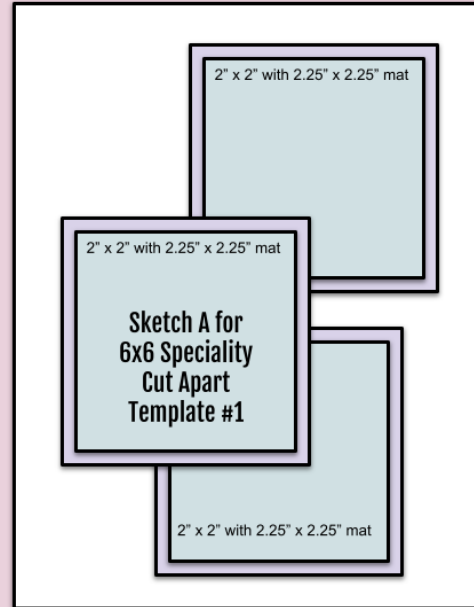 2” x 2” with 2.25” x 2.25” mat
2” x 2” with 2.25” x 2.25” mat
Sketch A for
6x6 Speciality
Cut Apart
Template #1
2” x 2” with 2.25” x 2.25” mat